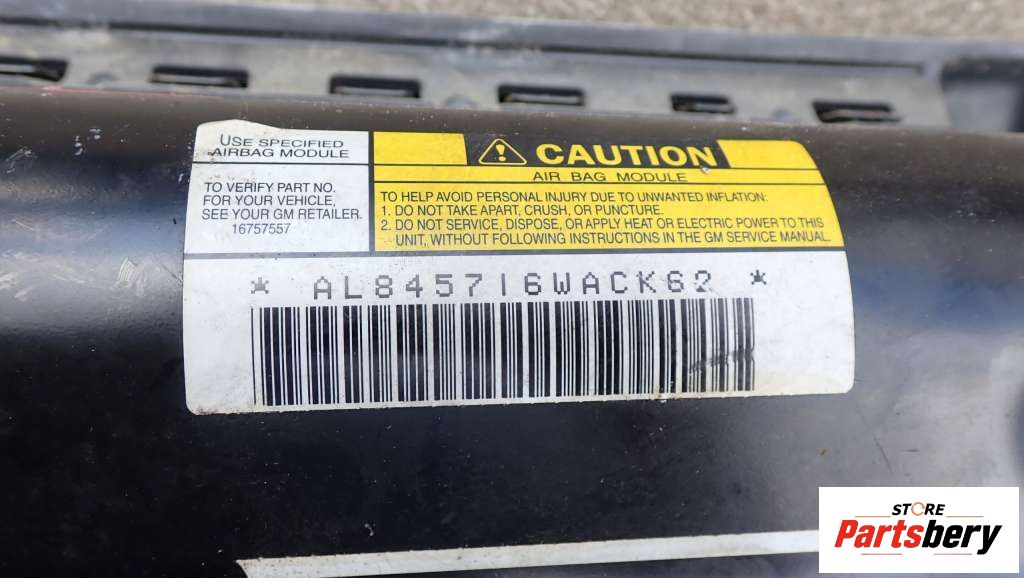 USE SPECIFIED
AIRBAG MODULE
TO VERIFY PART NO.
FOR YOUR VEHICLE,
SEE YOUR GM RETAILER.
16757557
CAUTION
AIR BAG MODULE
TO HELP AVOID PERSONAL INJURY DUE TO UNWANTED INFLATION:
1. DO NOT TAKE APART, CRUSH, OR PUNCTURE.
2. DO NOT SERVICE, DISPOSE, OR APPLY HEAT OR ELECTRIC POWER TO THIS
UNIT, WITHOUT FOLLOWING INSTRUCTIONS IN THE GM SERVICE MANUAL.
* AL845716WACK62 *
STORE
Partsbery